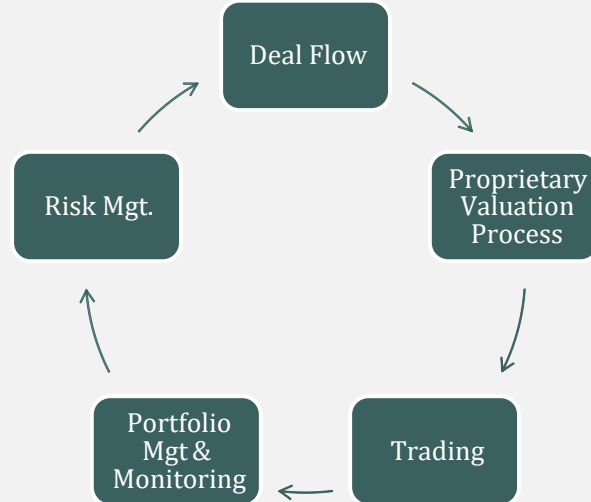 Deal Flow
Proprietary
Valuation
Process
Trading
Portfolio
Mgt &
Monitoring
Risk Mgt.